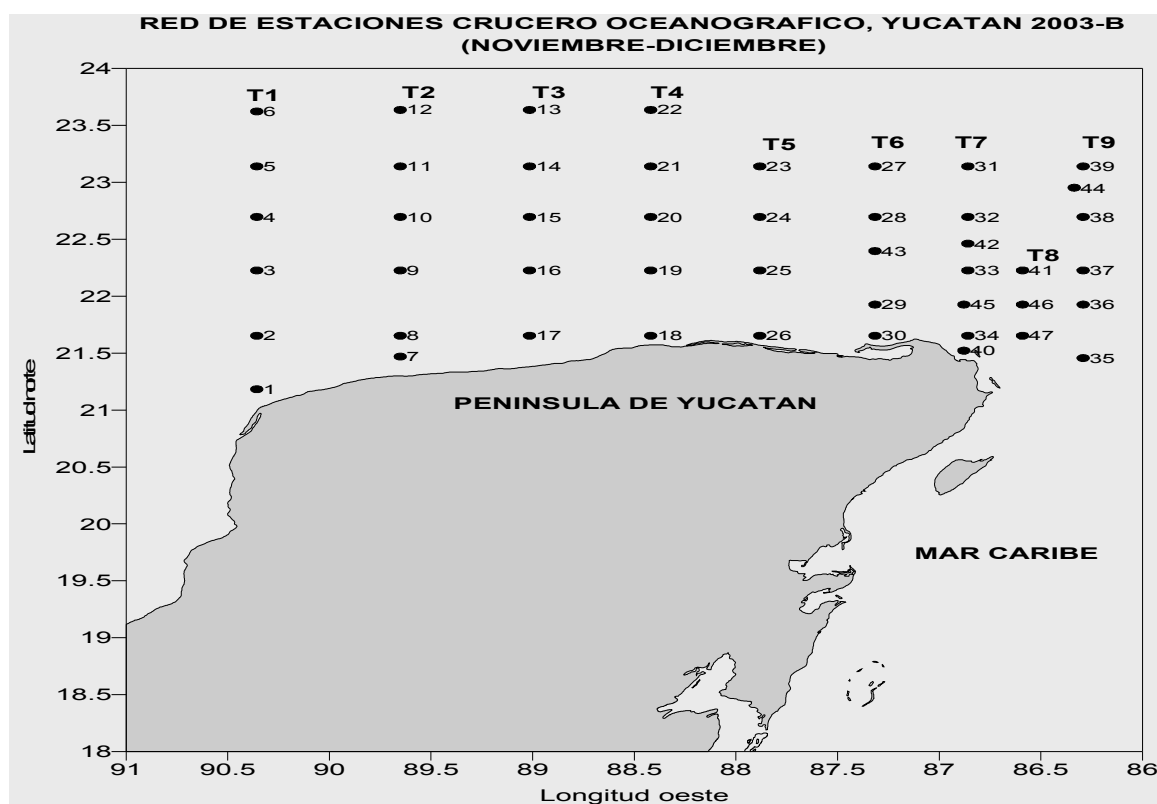 RED DE ESTACIONES CRUCERO OCEANOGRAFICO, YUCATAN 2003-B
(NOVIEMBRE-DICIEMBRE)
24
T1 T2 T3 T4
6 12 13 22
23.5
T5 T6 T7 T9
5 11 14 21 23 27 31 39
23
44
4 10 15 20 24 28 32 38
22.5
43 42
T8
3 9 16 19 25 33 41 37
22
29 45 46 36
2 8 17 18 26 30 34 47
21.5
7 40 35
1
21
PENINSULA DE YUCATAN
20.5
20
MAR CARIBE
19.5
19
18.5
18
91 90.5 90 89.5 89 88.5 88 87.5 87 86.5 86
Longitud oeste
Latitud note